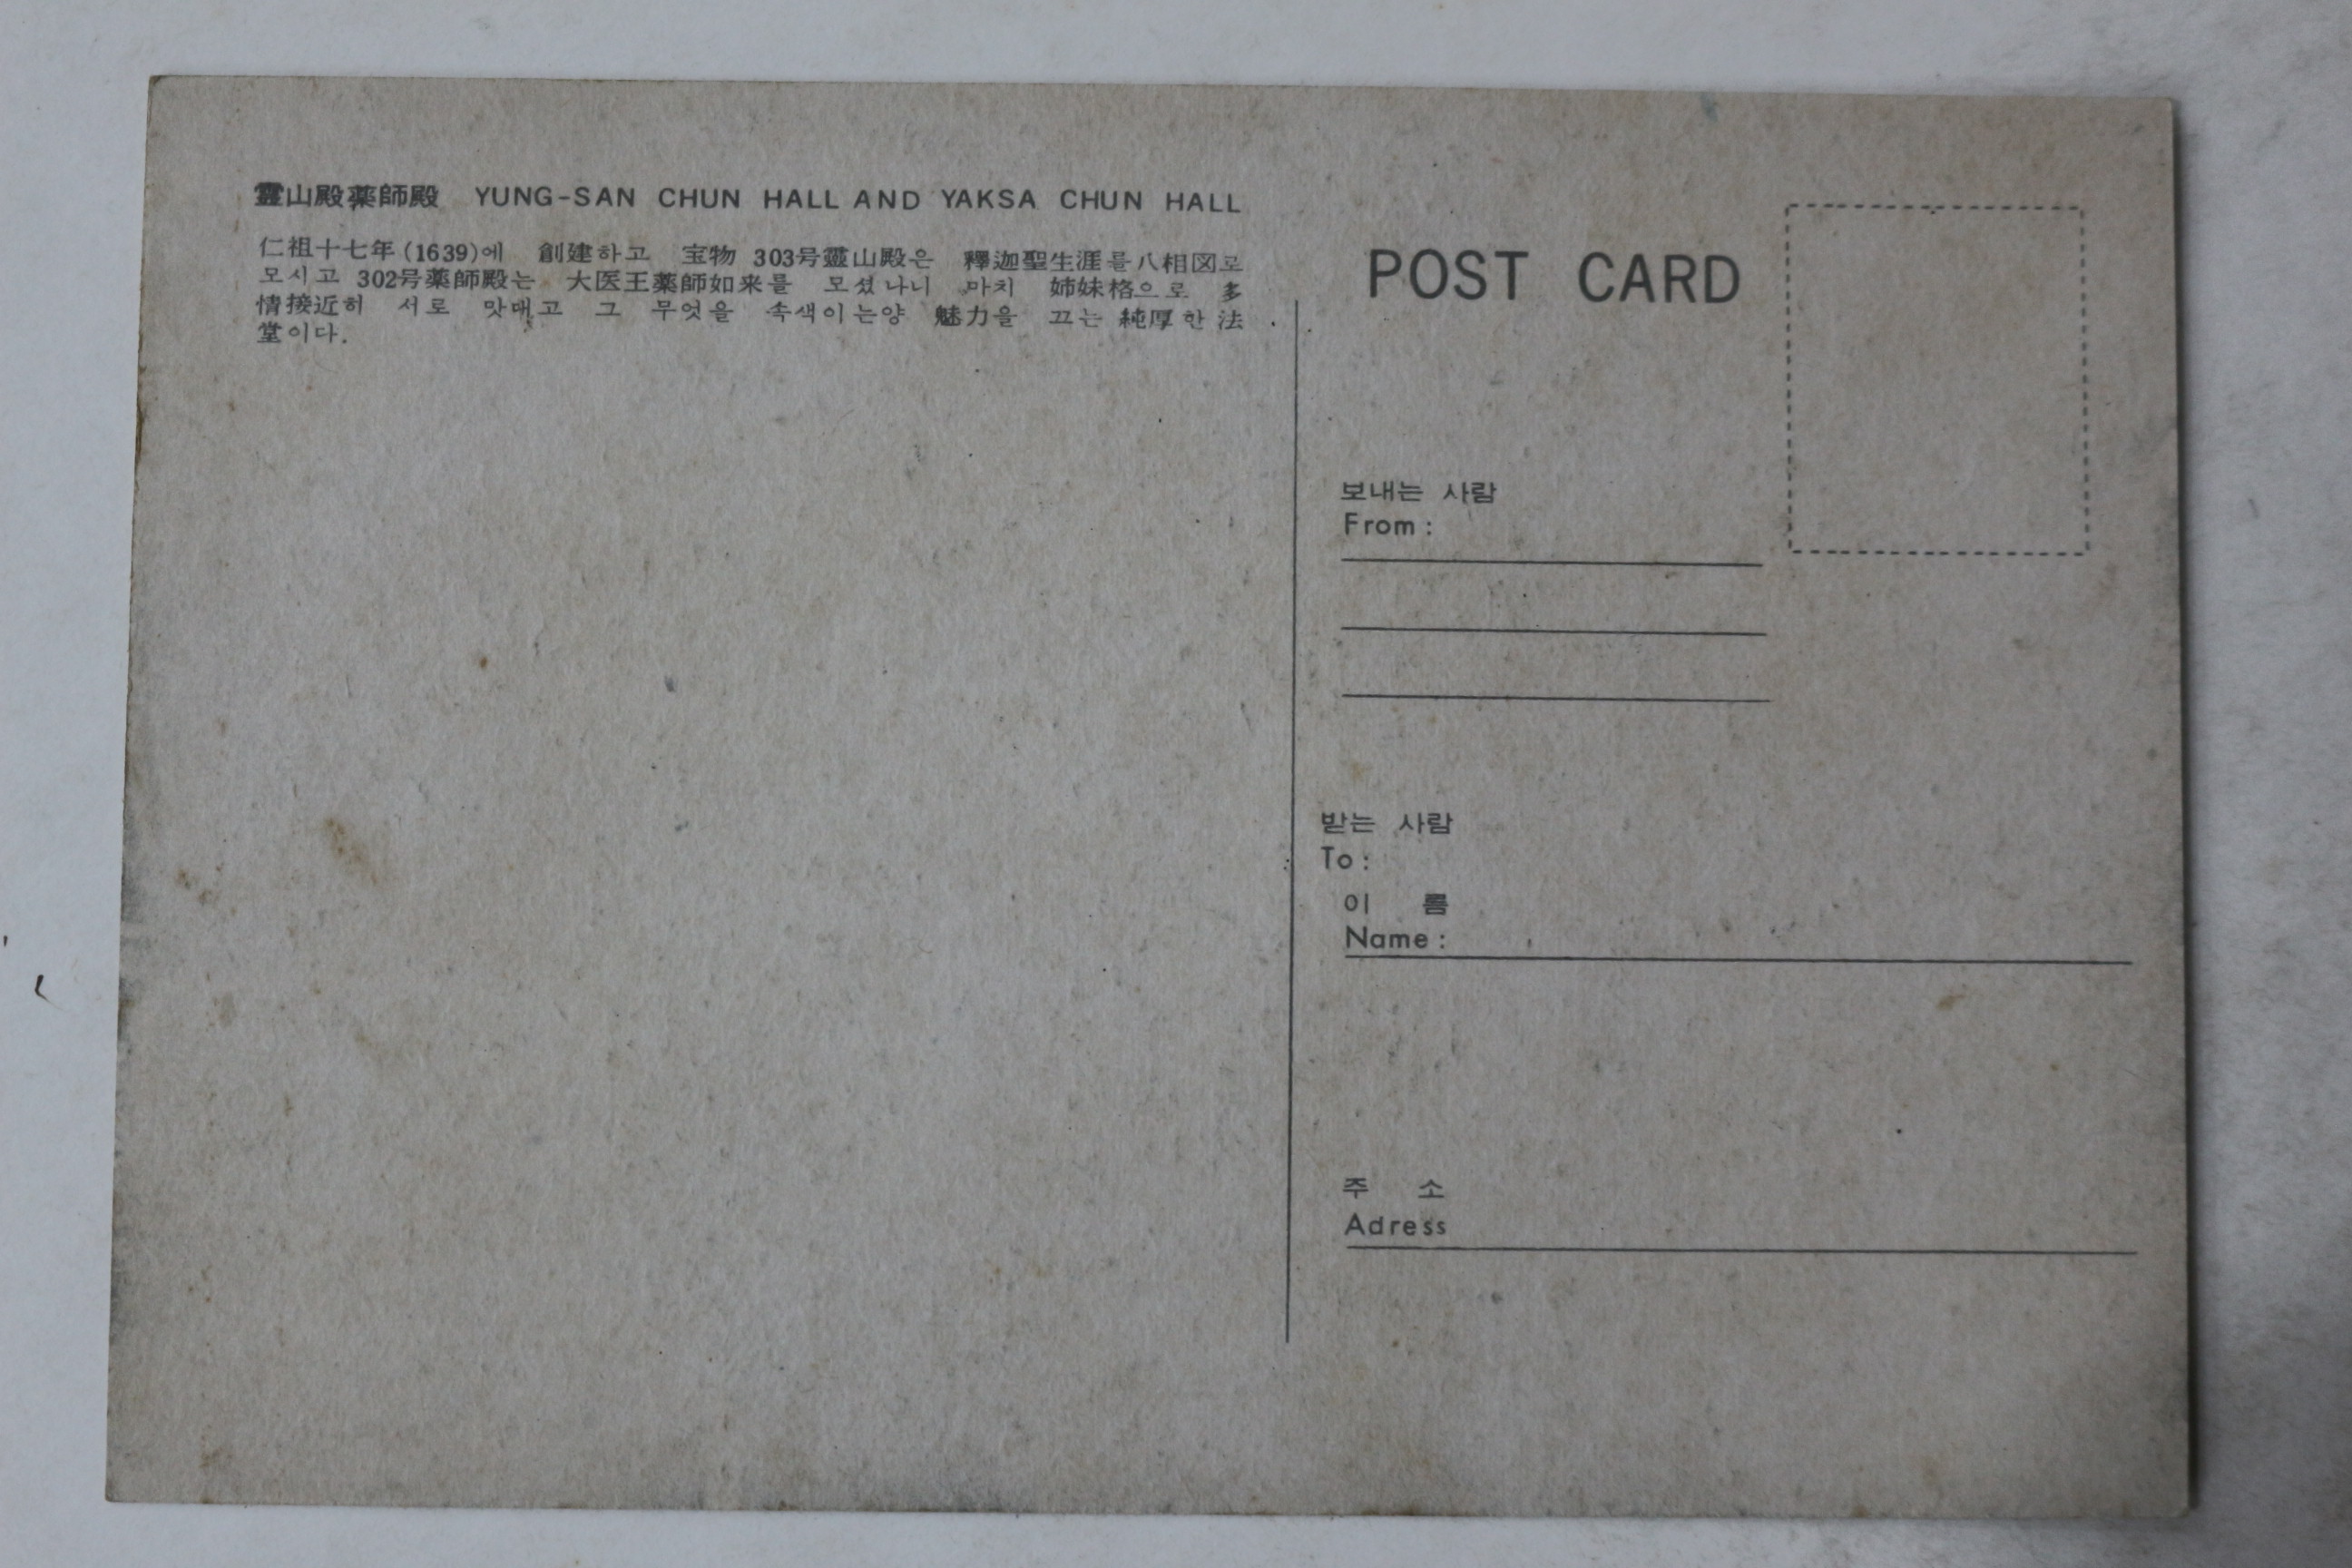 靈山殿薬師殿 YUNG-SAN CHUN HALL AND YAKSA CHUN HALL
仁祖十七年(1639)에 創建하고 宝物 303号靈山殿은 釋迦聖生涯를八相図로
모시고 302号薬師殿는 大医王薬師如来를 모셨나니 마치 姉妹格으로 多
情接近히 서로 맛대고 그 무엇을 속색이는양 魅力을 끄는 純厚한 法
堂이다.
POST CARD
보내는 사람
From :
받는 사람
To :
이 름
Name :
주 소
Adress